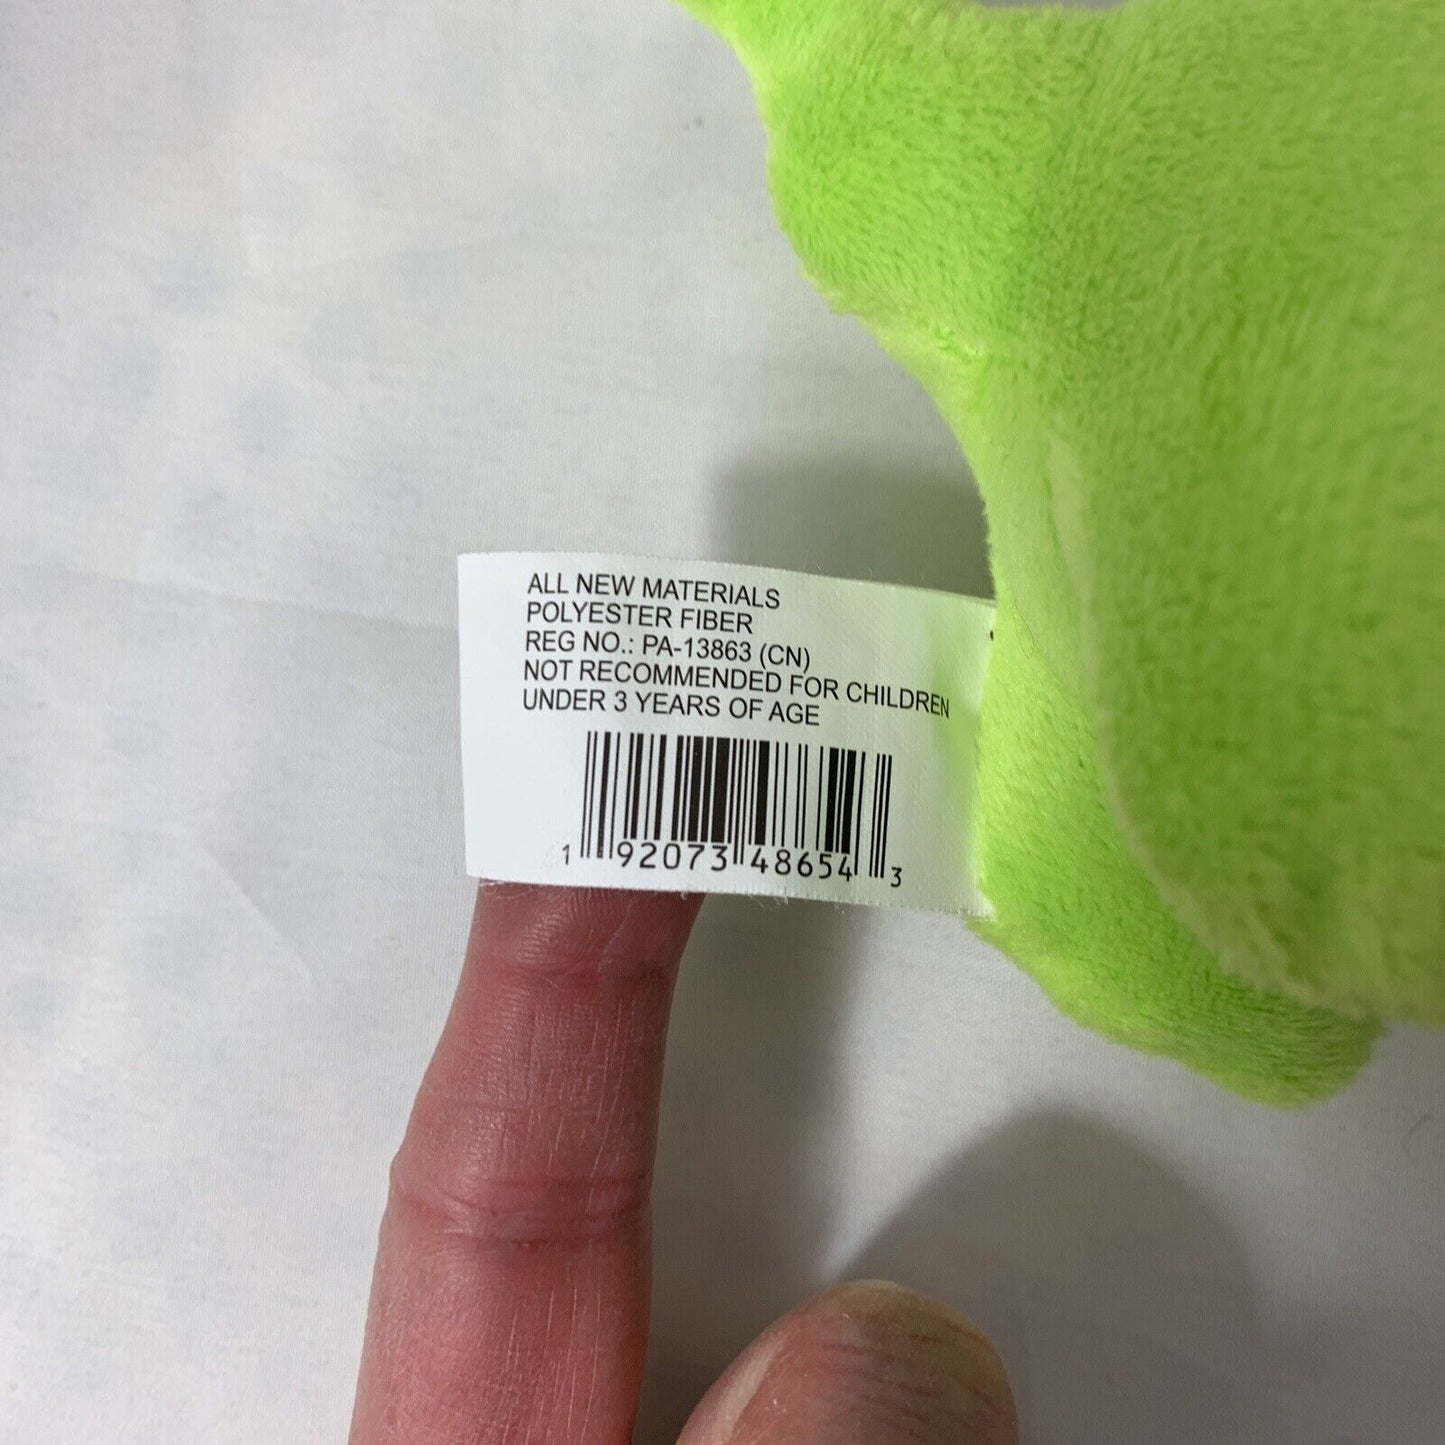 ALL NEW MATERIALS
POLYESTER FIBER
REG NO.: PA-13863 (CN)
NOT RECOMMENDED FOR CHILDREN
UNDER 3 YEARS OF AGE
1 92073 48654 3